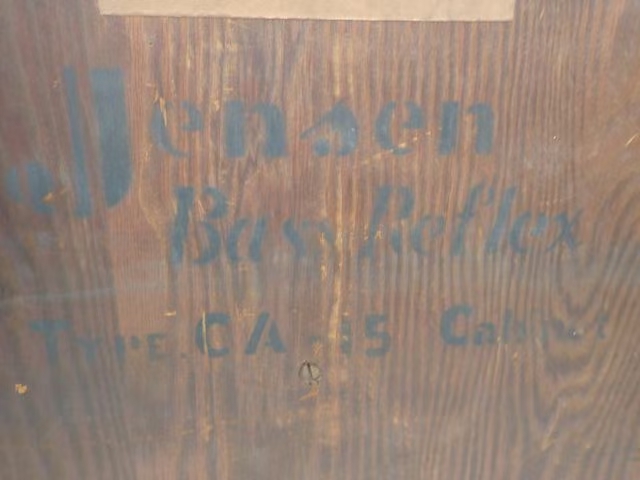 Jensen
Bass Reflex
TYPE CA-15 Cabinet